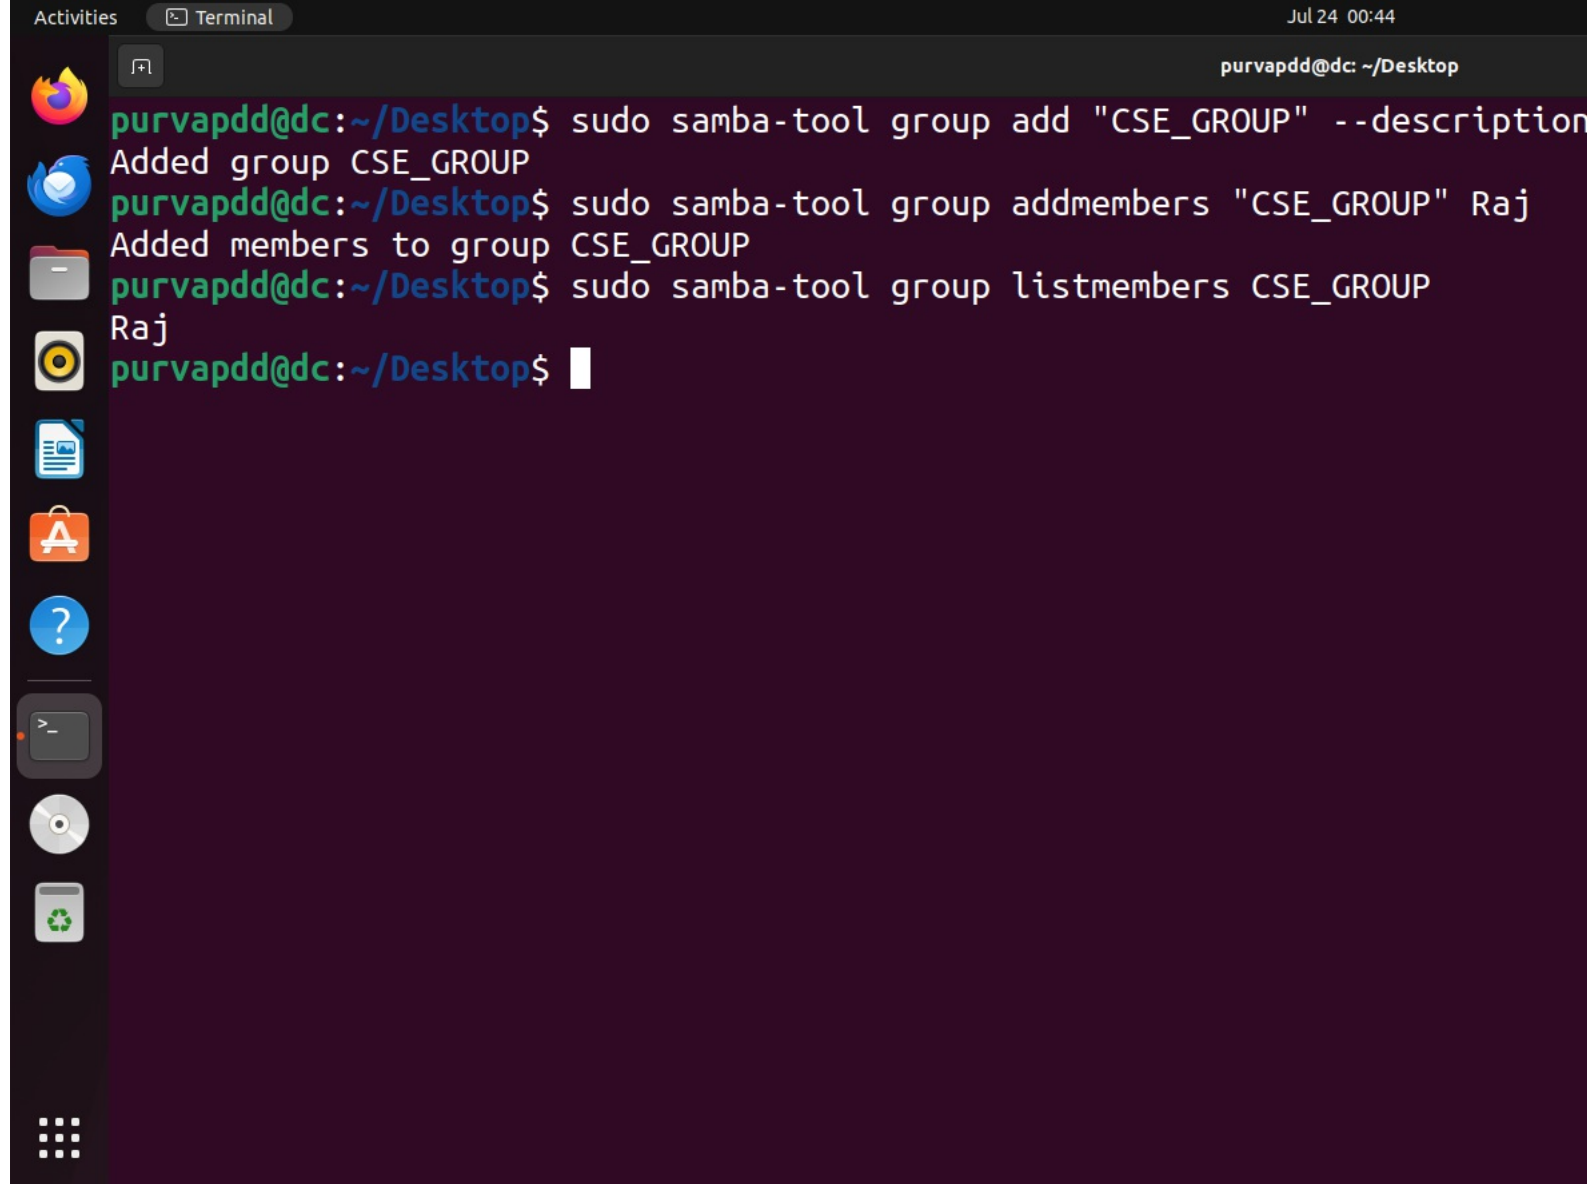 Activities Terminal Jul 24 00:44
purvapdd@dc: ~/Desktop
purvapdd@dc:~/Desktop$ sudo samba-tool group add "CSE_GROUP" --description
Added group CSE_GROUP
purvapdd@dc:~/Desktop$ sudo samba-tool group addmembers "CSE_GROUP" Raj
Added members to group CSE_GROUP
purvapdd@dc:~/Desktop$ sudo samba-tool group listmembers CSE_GROUP
Raj
purvapdd@dc:~/Desktop$